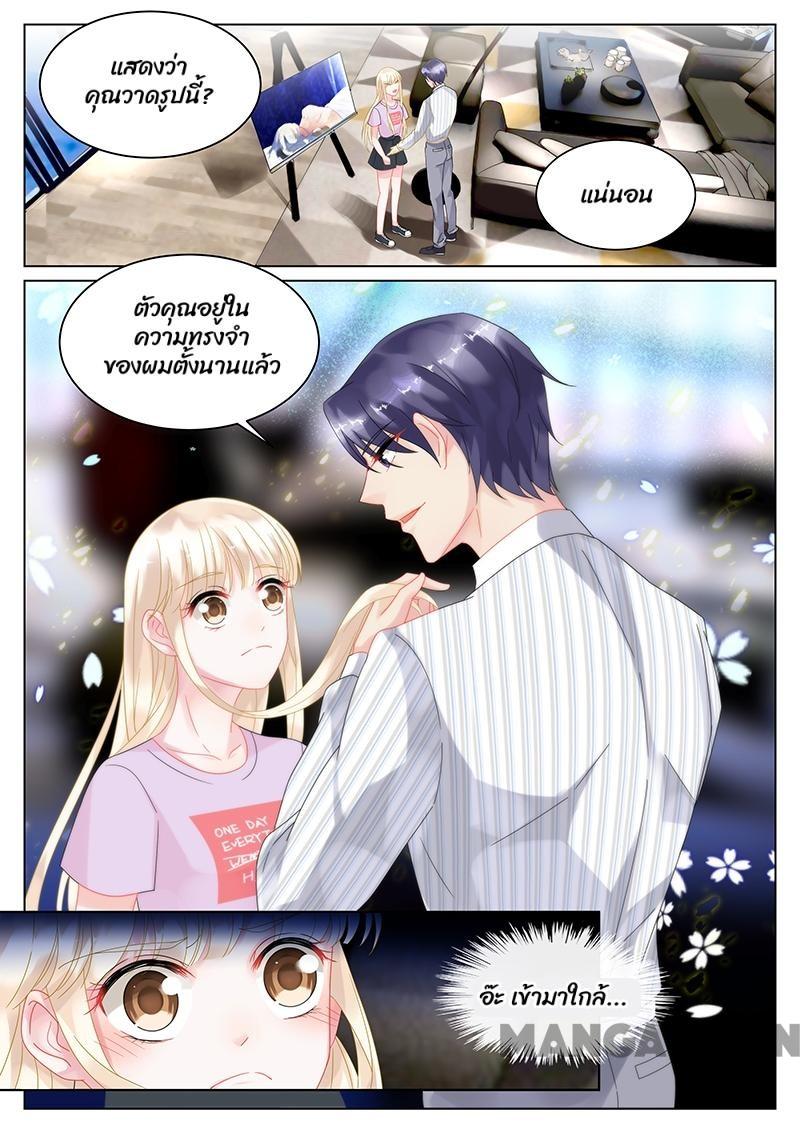 แสดงว่า
คุณวาดรูปนี้?
แน่นอน
ตัวคุณอยู่ใน
ความทรงจำ
ของผมตั้งนานแล้ว
ONE DAY
EVERYT
H
อ๊ะ เข้ามาใกล้...
MANGA